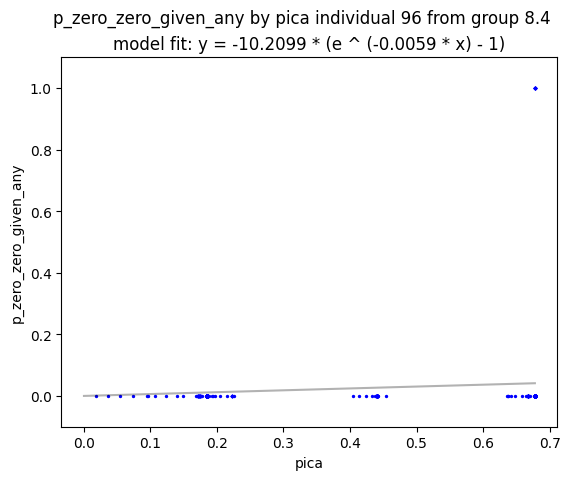 p_zero_zero_given_any by pica individual 96 from group 8.4
model fit: y = -10.2099 * (e ^ (-0.0059 * x) - 1)
1.0
0.8
0.6
0.4
0.2
0.0
p_zero_zero_given_any
0.0 0.1 0.2 0.3 0.4 0.5 0.6 0.7
pica